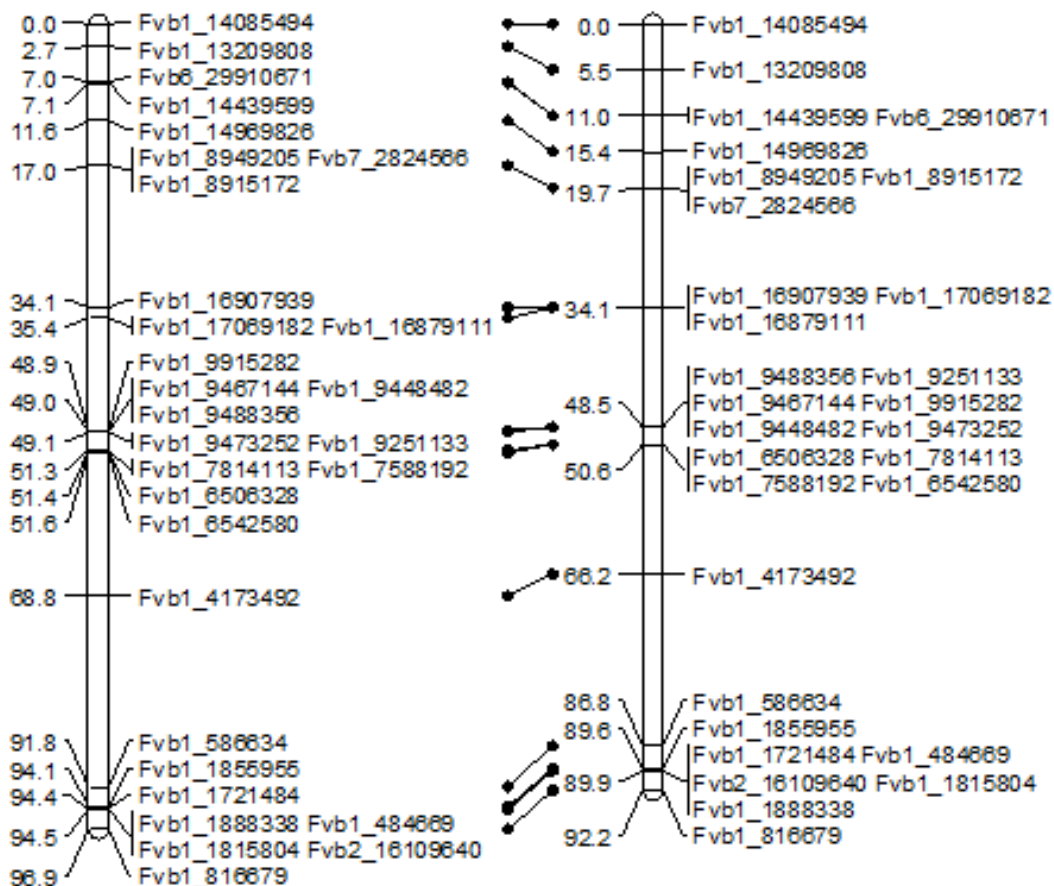 0.0 Fvb1_14085494
2.7 Fvb1_13209808
7.0 Fvb6_29910671
7.1 Fvb1_14439599
11.6 Fvb1_14969826
17.0 Fvb1_8949205 Fvb7_2824566
Fvb1_8915172
34.1 Fvb1_16907939
35.4 Fvb1_17069182 Fvb1_16879111
48.9 Fvb1_9915282
49.0 Fvb1_9467144 Fvb1_9448482
Fvb1_9488356
49.1 Fvb1_9473252 Fvb1_9251133
51.3 Fvb1_7814113 Fvb1_7588192
51.4 Fvb1_6506328
51.6 Fvb1_6542580
68.8 Fvb1_4173492
91.8 Fvb1_586634
94.1 Fvb1_1855955
94.4 Fvb1_1721484
94.5 Fvb1_1888338 Fvb1_484669
Fvb1_1815804 Fvb2_16109640
96.9 Fvb1_816679
0.0 Fvb1_14085494
5.5 Fvb1_13209808
11.0 Fvb1_14439599 Fvb6_29910671
15.4 Fvb1_14969826
19.7 Fvb1_8949205 Fvb1_8915172
Fvb7_2824566
34.1 Fvb1_16907939 Fvb1_17069182
Fvb1_16879111
Fvb1_9488356 Fvb1_9251133
48.5 Fvb1_9467144 Fvb1_9915282
Fvb1_9448482 Fvb1_9473252
50.6 Fvb1_6506328 Fvb1_7814113
Fvb1_7588192 Fvb1_6542580
66.2 Fvb1_4173492
86.8 Fvb1_586634
89.6 Fvb1_1855955
Fvb1_1721484 Fvb1_484669
89.9 Fvb2_16109640 Fvb1_1815804
Fvb1_1888338
92.2 Fvb1_816679